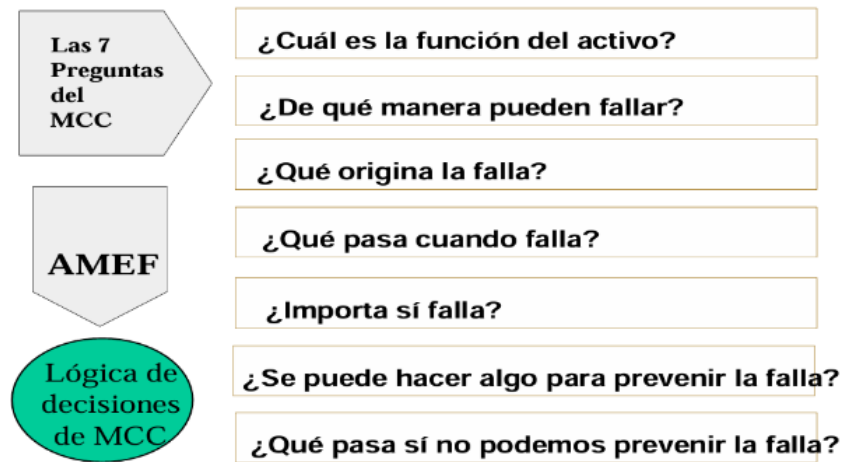 Las 7
Preguntas
del
MCC
¿Cuál es la función del activo?
¿De qué manera pueden fallar?
¿Qué origina la falla?
AMEF
¿Qué pasa cuando falla?
¿Importa sí falla?
Lógica de
decisiones
de MCC
¿Se puede hacer algo para prevenir la falla?
¿Qué pasa sí no podemos prevenir la falla?